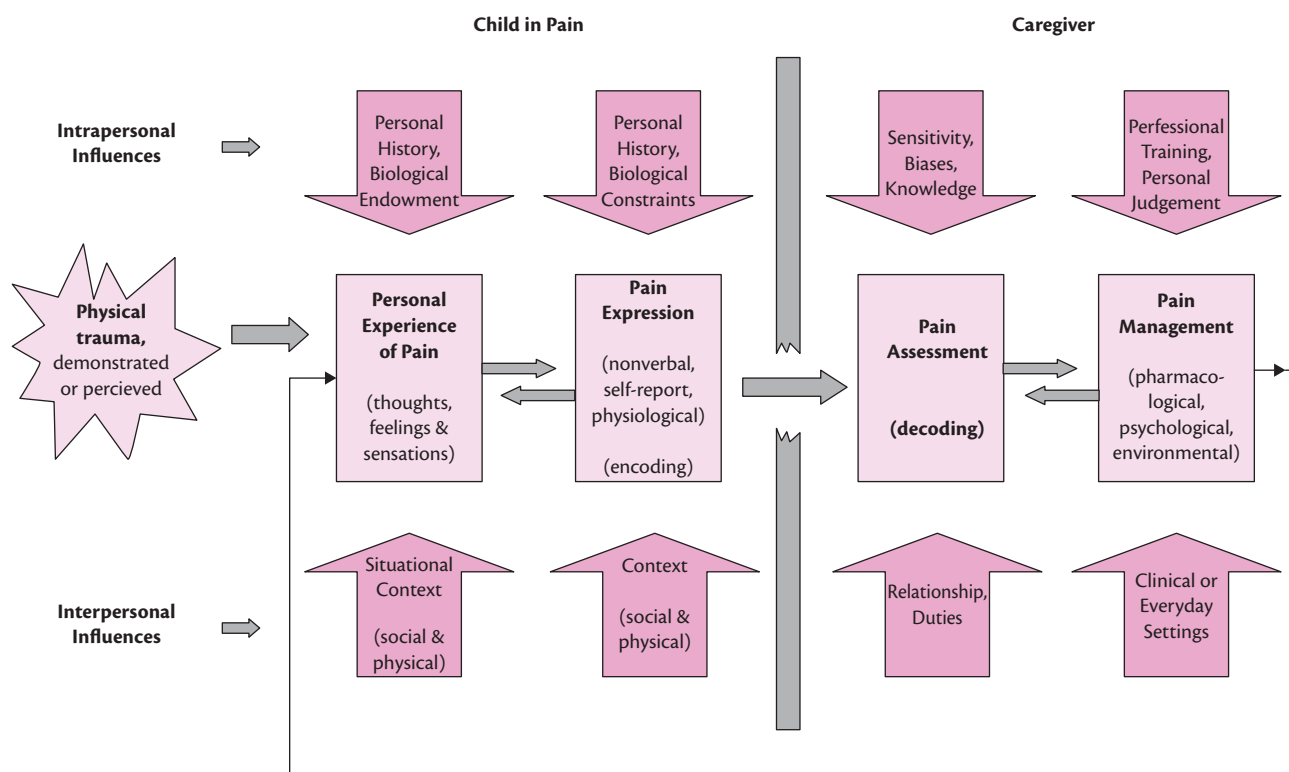 Child in Pain
Caregiver
Intrapersonal
Influences
Personal
History,
Biological
Endowment
Personal
History,
Biological
Constraints
Sensitivity,
Biases,
Knowledge
Perfessional
Training,
Personal
Judgement
Physical
trauma,
demonstrated
or percieved
Personal
Experience
of Pain
(thoughts,
feelings &
sensations)
Pain
Expression
(nonverbal,
self-report,
physiological)
(encoding)
Pain
Assessment
(decoding)
Pain
Management
(pharmaco-
logical,
psychological,
environmental)
Interpersonal
Influences
Situational
Context
(social &
physical)
Context
(social &
physical)
Relationship,
Duties
Clinical or
Everyday
Settings